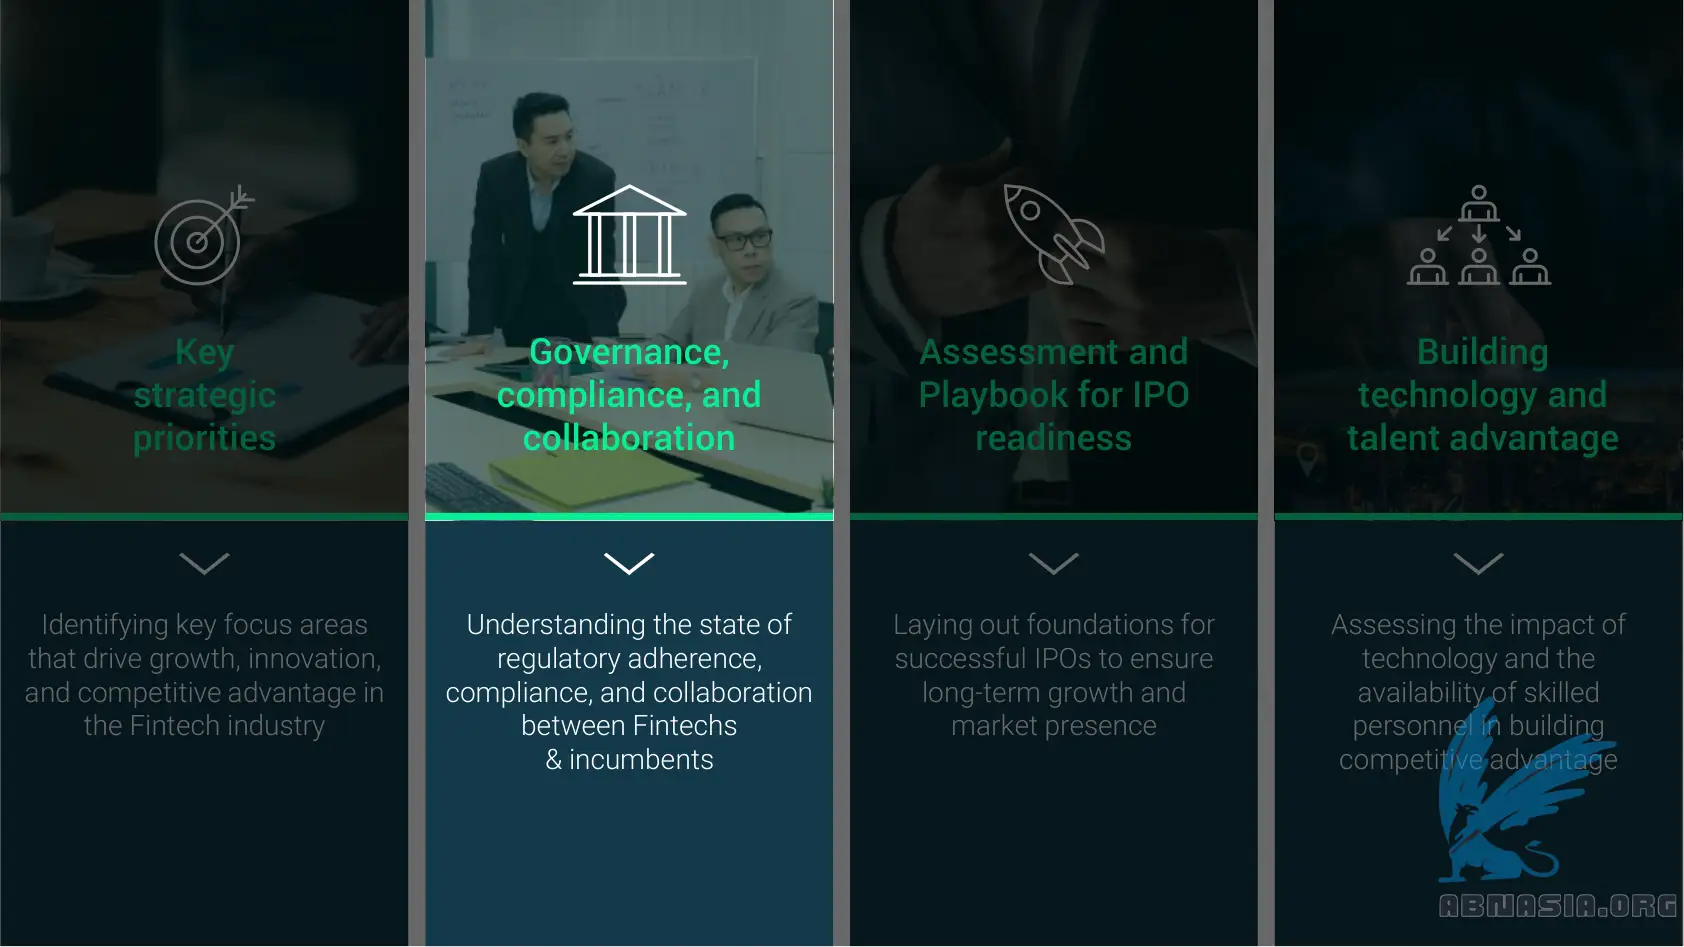 Key
strategic
priorities
Identifying key focus areas
that drive growth, innovation,
and competitive advantage in
the Fintech industry
Governance,
compliance, and
collaboration
Understanding the state of
regulatory adherence,
compliance, and collaboration
between Fintechs
& incumbents
Assessment and
Playbook for IPO
readiness
Laying out foundations for
successful IPOs to ensure
long-term growth and
market presence
Building
technology and
talent advantage
Assessing the impact of
technology and the
availability of skilled
personnel in building
competitive advantage
ABNASIA.ORG